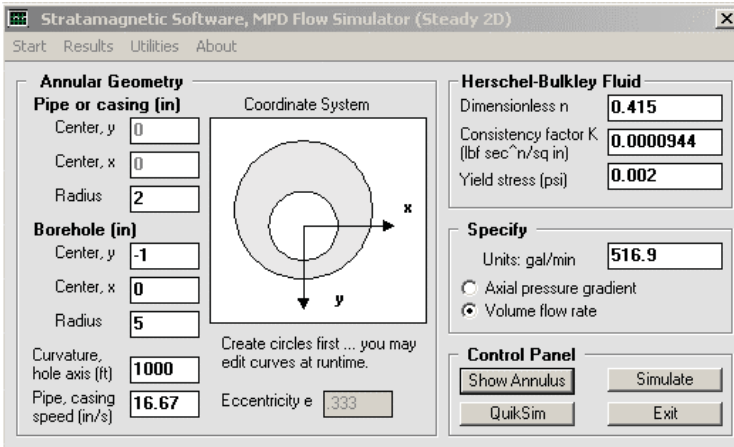 Stratamagnetic Software, MPD Flow Simulator (Steady 2D)
Start Results Utilities About
Annular Geometry
Pipe or casing (in)
Center, y 0
Center, x 0
Radius 2
Borehole (in)
Center, y -1
Center, x 0
Radius 5
Curvature,
hole axis (ft) 1000
Pipe, casing
speed (in/s) 16.67
Coordinate System
x
y
Create circles first ... you may
edit curves at runtime.
Eccentricity e .333
Herschel-Bulkley Fluid
Dimensionless n 0.415
Consistency factor K
(lbf sec^n/sq in) 0.0000944
Yield stress (psi) 0.002
Specify
Units: gal/min 516.9
Axial pressure gradient
Volume flow rate
Control Panel
Show Annulus Simulate
QuikSim Exit